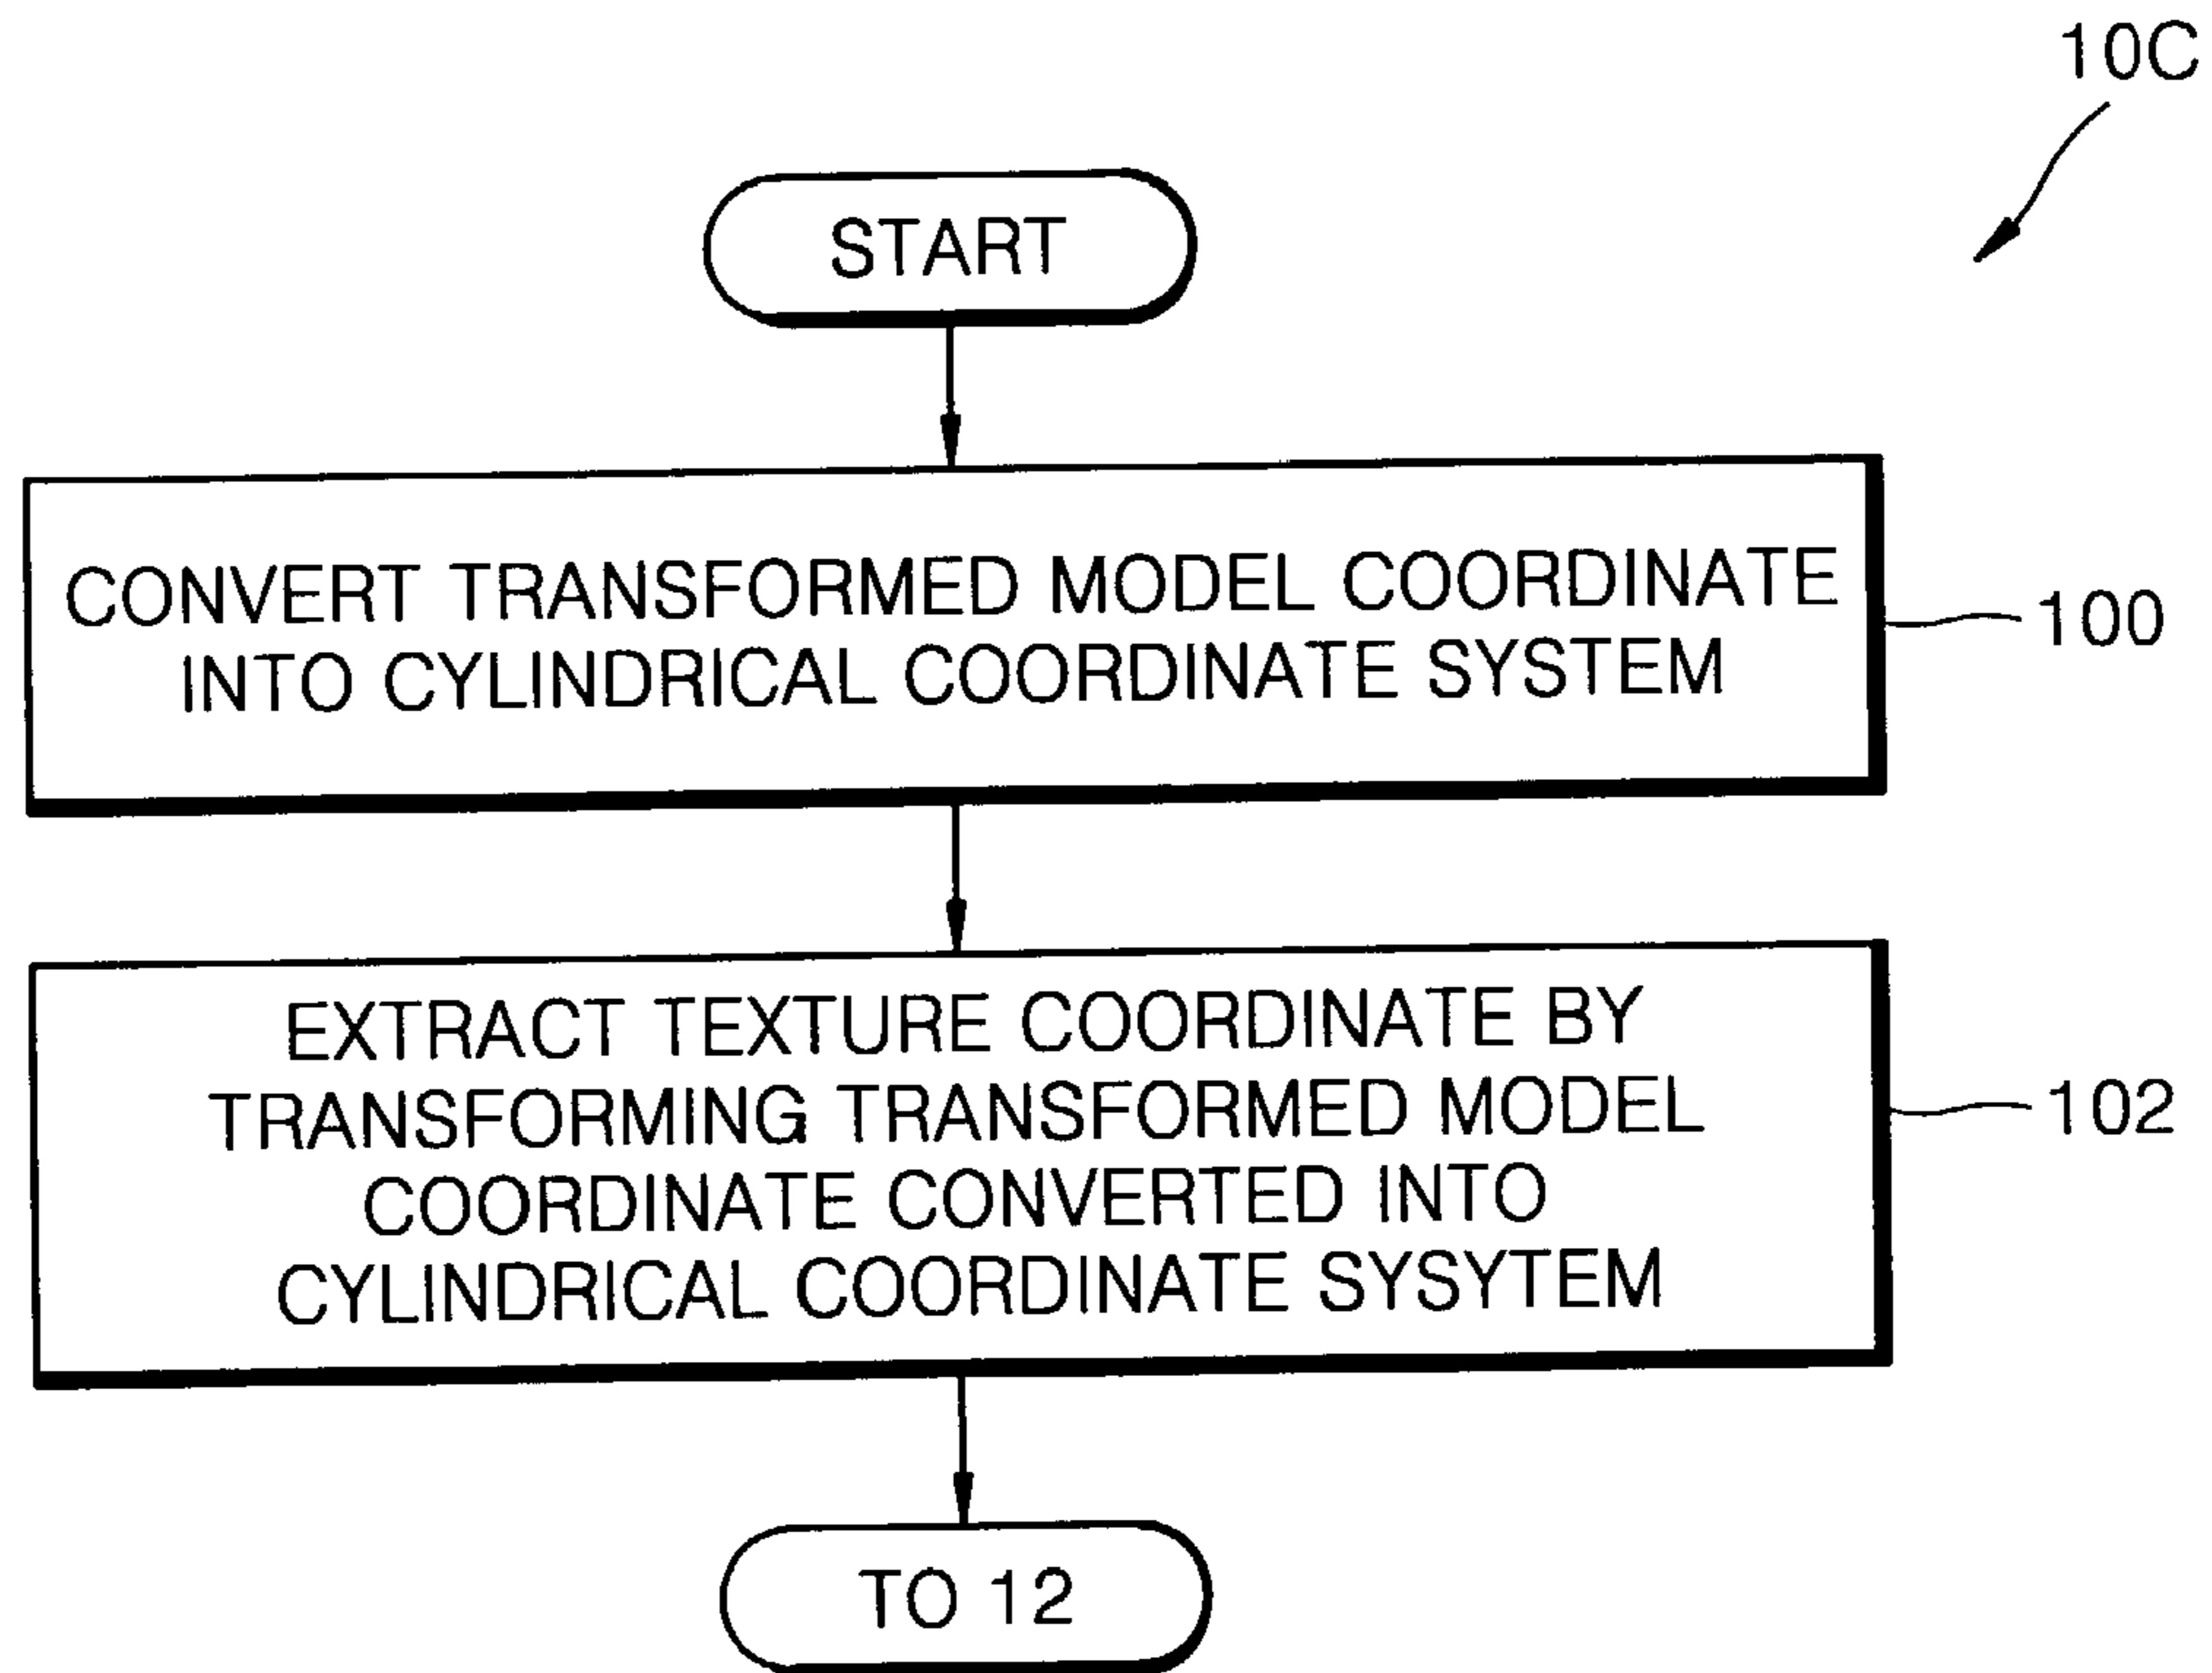 10C
START
CONVERT TRANSFORMED MODEL COORDINATE
INTO CYLINDRICAL COORDINATE SYSTEM
100
EXTRACT TEXTURE COORDINATE BY
TRANSFORMING TRANSFORMED MODEL
COORDINATE CONVERTED INTO
CYLINDRICAL COORDINATE SYSYTEM
102
TO 12